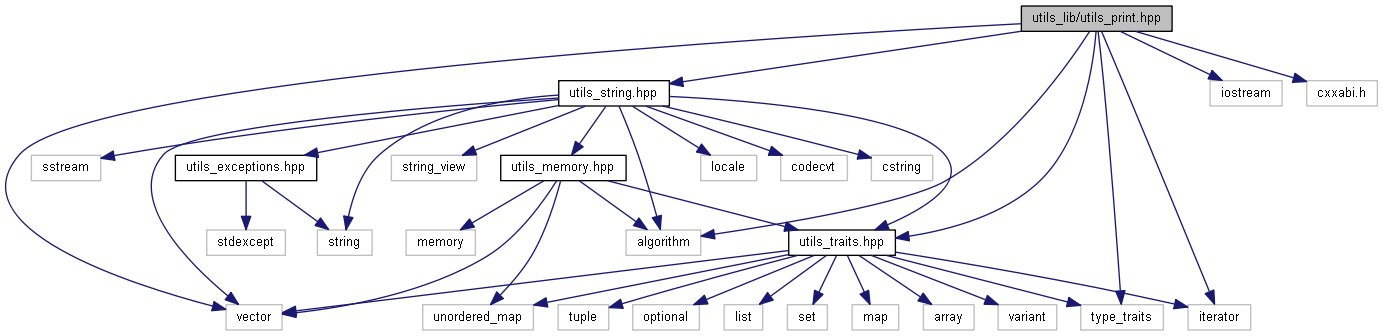 utils_lib/utils_print.hpp
utils_string.hpp
iostream
cxxabi.h
sstream
utils_exceptions.hpp
string_view
utils_memory.hpp
locale
codecvt
cstring
stdexcept
string
memory
algorithm
utils_traits.hpp
vector
unordered_map
tuple
optional
list
set
map
array
variant
type_traits
iterator